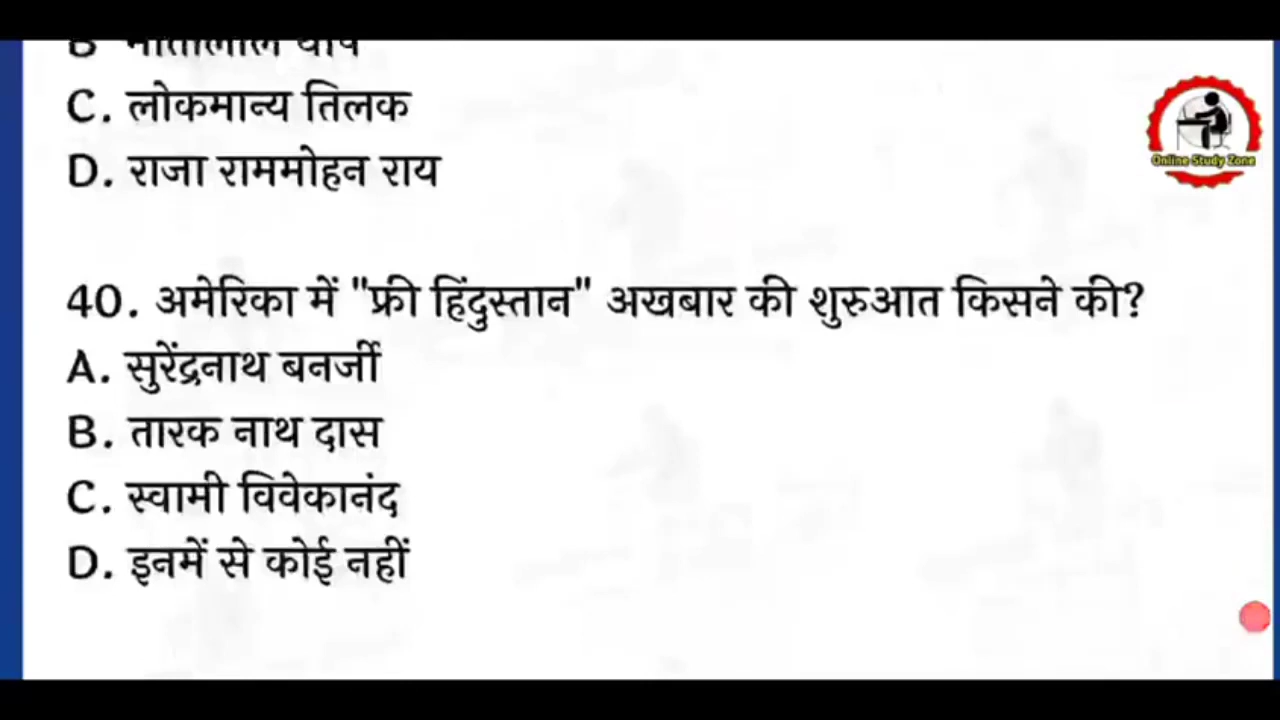 C. लोकमान्य तिलक
D. राजा राममोहन राय
Online Study Zone
40. अमेरिका में "फ्री हिंदुस्तान" अखबार की शुरुआत किसने की?
A. सुरेंद्रनाथ बनर्जी
B. तारक नाथ दास
C. स्वामी विवेकानंद
D. इनमें से कोई नहीं